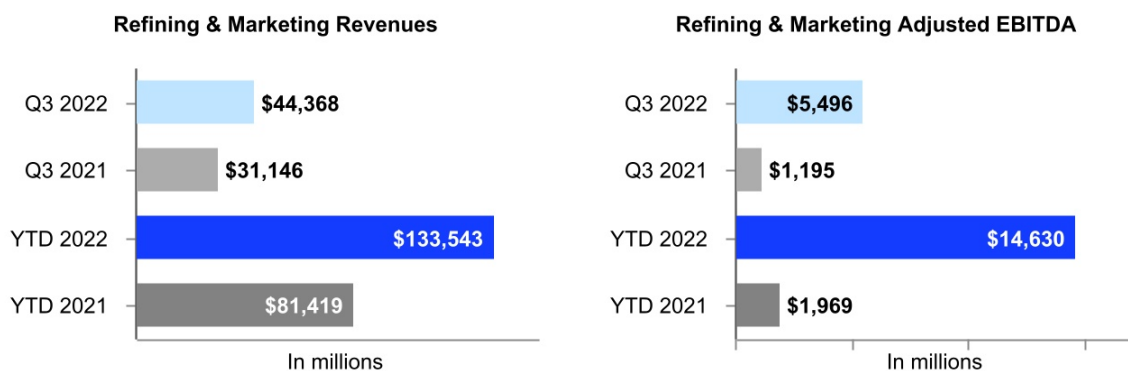 Refining & Marketing Revenues
Q3 2022 $44,368
Q3 2021 $31,146
YTD 2022 $133,543
YTD 2021 $81,419
In millions
Refining & Marketing Adjusted EBITDA
Q3 2022 $5,496
Q3 2021 $1,195
YTD 2022 $14,630
YTD 2021 $1,969
In millions